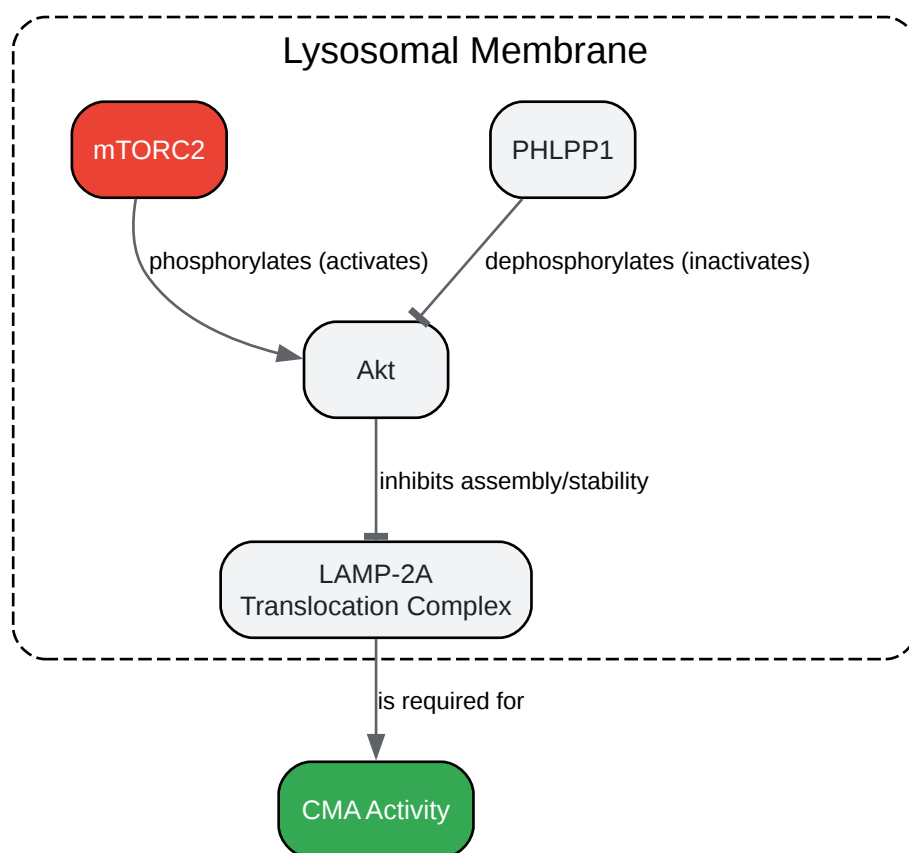 Lysosomal Membrane
mTORC2
PHLPP1
phosphorylates (activates)
dephosphorylates (inactivates)
Akt
inhibits assembly/stability
LAMP-2A
Translocation Complex
is required for
CMA Activity